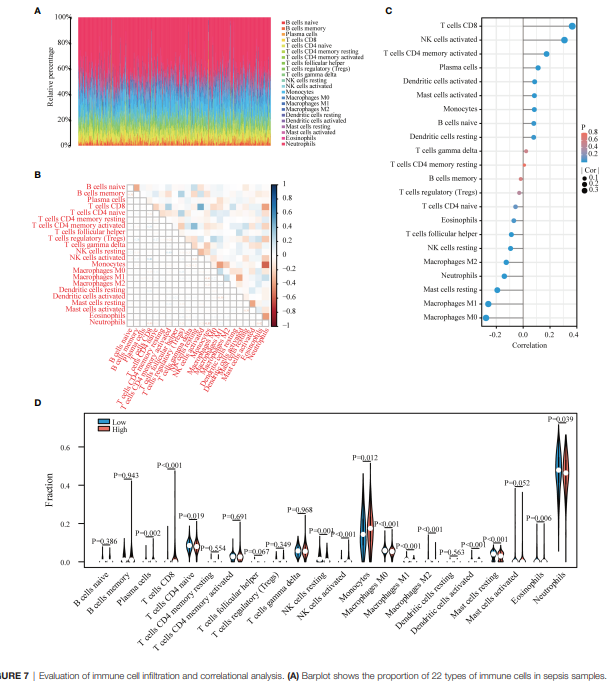 A
100%
80%
60%
40%
20%
0%
Relative percentage
B cells naive
B cells memory
Plasma cells
T cells CD8
T cells CD4 naive
T cells CD4 memory resting
T cells CD4 memory activated
T cells follicular helper
T cells regulatory (Tregs)
T cells gamma delta
NK cells resting
NK cells activated
Monocytes
Macrophages M0
Macrophages M1
Macrophages M2
Dendritic cells resting
Dendritic cells activated
Mast cells resting
Mast cells activated
Eosinophils
Neutrophils
B
B cells naive
B cells memory
Plasma cells
T cells CD8
T cells CD4 naive
T cells CD4 memory resting
T cells CD4 memory activated
T cells follicular helper
T cells regulatory (Tregs)
T cells gamma delta
NK cells resting
NK cells activated
Monocytes
Macrophages M0
Macrophages M1
Macrophages M2
Dendritic cells resting
Dendritic cells activated
Mast cells resting
Mast cells activated
Eosinophils
Neutrophils
1
0.8
0.6
0.4
0.2
0
−0.2
−0.4
−0.6
−0.8
−1
C
T cells CD8
NK cells activated
T cells CD4 memory activated
Plasma cells
Dendritic cells activated
Mast cells activated
Monocytes
B cells naive
Dendritic cells resting
T cells gamma delta
T cells CD4 memory resting
B cells memory
T cells regulatory (Tregs)
T cells CD4 naive
Eosinophils
T cells follicular helper
NK cells resting
Macrophages M2
Neutrophils
Mast cells resting
Macrophages M1
Macrophages M0
-0.2
0.0
0.2
0.4
Correlation
P
0.8
0.6
0.4
0.2
| Cor |
0.1
0.2
0.3
D
Low
High
Fraction
0.6
0.4
0.2
0.0
P=0.386
P=0.943
P=0.002
P<0.001
P=0.019
P=0.554
P=0.691
P=0.067
P=0.349
P=0.968
P=0.001
P<0.001
P=0.012
P<0.001
P<0.001
P<0.001
P=0.563
P<0.001
P<0.001
P=0.052
P=0.006
P=0.039
B cells naive
B cells memory
Plasma cells
T cells CD8
T cells CD4 naive
T cells CD4 memory resting
T cells CD4 memory activated
T cells follicular helper
T cells regulatory (Tregs)
T cells gamma delta
NK cells resting
NK cells activated
Monocytes
Macrophages M0
Macrophages M1
Macrophages M2
Dendritic cells resting
Dendritic cells activated
Mast cells resting
Mast cells activated
Eosinophils
Neutrophils
GURE 7 | Evaluation of immune cell infiltration and correlational analysis. (A) Barplot shows the proportion of 22 types of immune cells in sepsis samples.